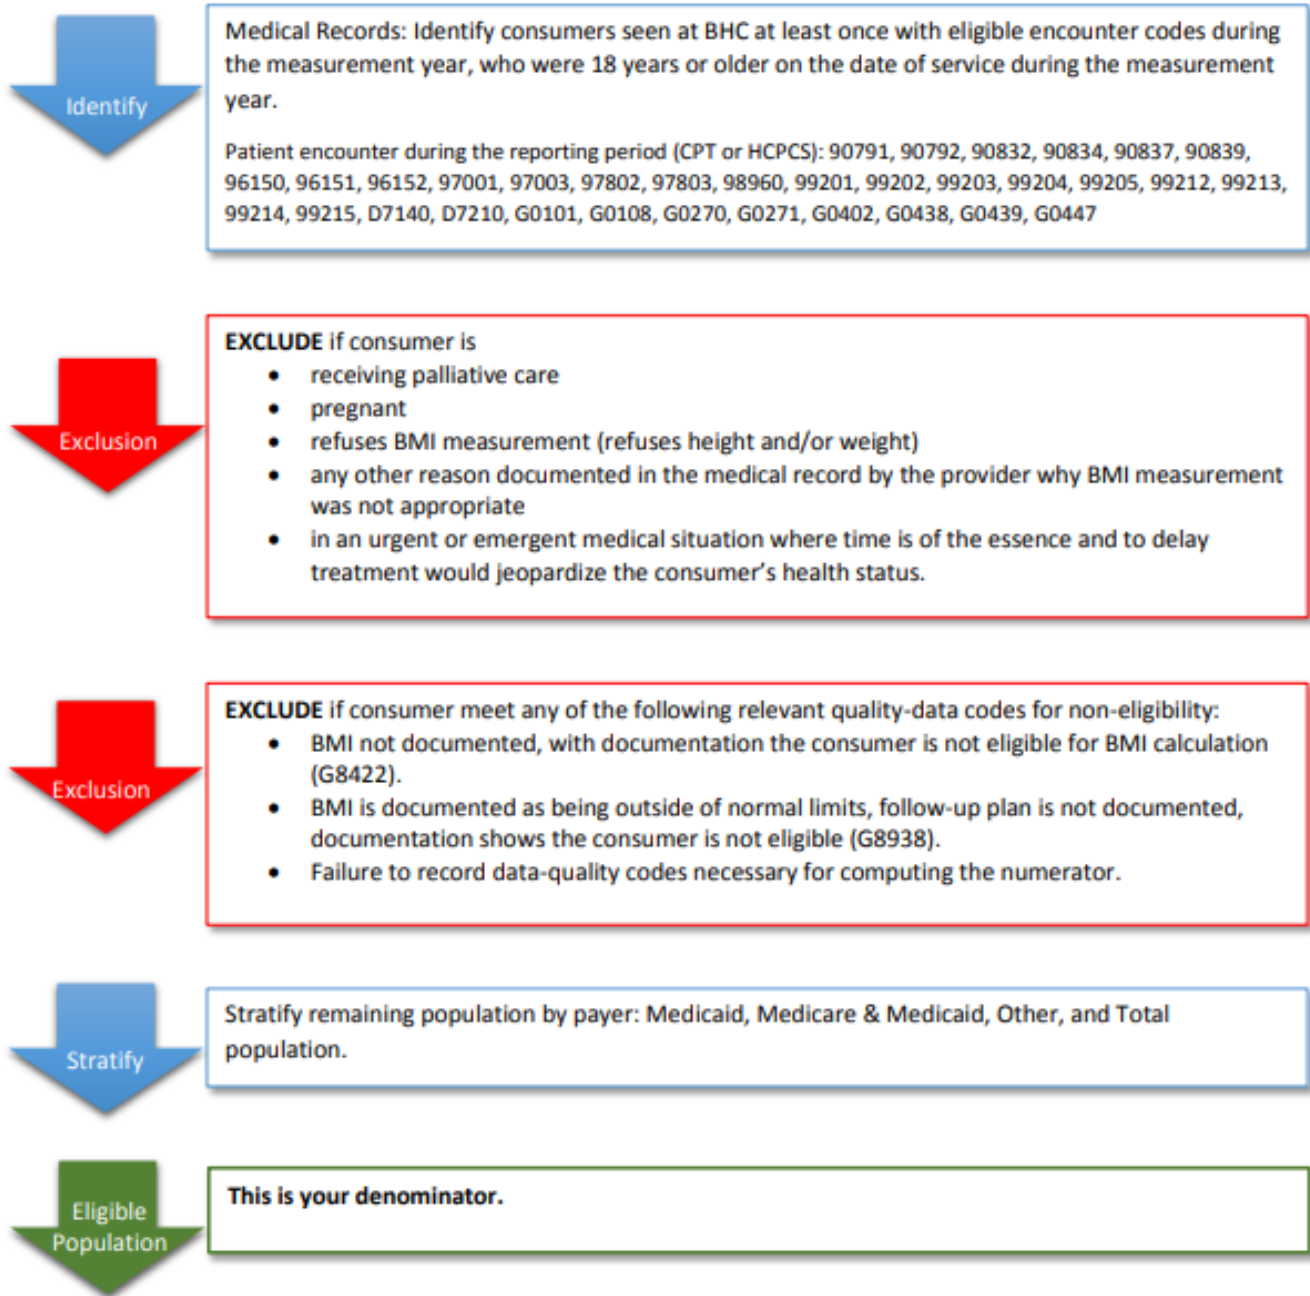 Identify
Medical Records: Identify consumers seen at BHC at least once with eligible encounter codes during
the measurement year, who were 18 years or older on the date of service during the measurement
year.
Patient encounter during the reporting period (CPT or HCPCS): 90791, 90792, 90832, 90834, 90837, 90839,
96150, 96151, 96152, 97001, 97003, 97802, 97803, 98960, 99201, 99202, 99203, 99204, 99205, 99212, 99213,
99214, 99215, D7140, D7210, G0101, G0108, G0270, G0271, G0402, G0438, G0439, G0447
Exclusion
EXCLUDE if consumer is
• receiving palliative care
• pregnant
• refuses BMI measurement (refuses height and/or weight)
• any other reason documented in the medical record by the provider why BMI measurement
was not appropriate
• in an urgent or emergent medical situation where time is of the essence and to delay
treatment would jeopardize the consumer's health status.
Exclusion
EXCLUDE if consumer meet any of the following relevant quality-data codes for non-eligibility:
• BMI not documented, with documentation the consumer is not eligible for BMI calculation
(G8422).
• BMI is documented as being outside of normal limits, follow-up plan is not documented,
documentation shows the consumer is not eligible (G8938).
• Failure to record data-quality codes necessary for computing the numerator.
Stratify
Stratify remaining population by payer: Medicaid, Medicare & Medicaid, Other, and Total
population.
Eligible
Population
This is your denominator.